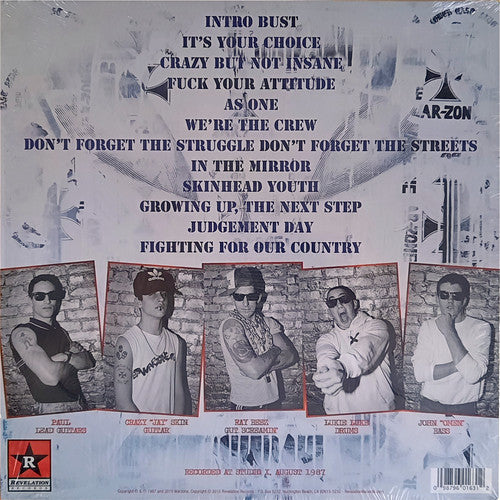 INTRO BUST
IT'S YOUR CHOICE
CRAZY BUT NOT INSANE
FUCK YOUR ATTITUDE
AS ONE
WE'RE THE CREW
DON'T FORGET THE STRUGGLE DON'T FORGET THE STREETS
IN THE MIRROR
SKINHEAD YOUTH
GROWING UP, THE NEXT STEP
JUDGEMENT DAY
FIGHTING FOR OUR COUNTRY
AR-ZON
PAUL
LEAD GUITARS
CRAZY "JAY" SKIN
GUITAR
RAY BEEZ
GUT SCREAMIN'
LUKIE LUKE
DRUMS
JOHN "OMEN"
BASS
R
REVELATION
RECORDS
RECORDED AT STUDIO 1, AUGUST 1987